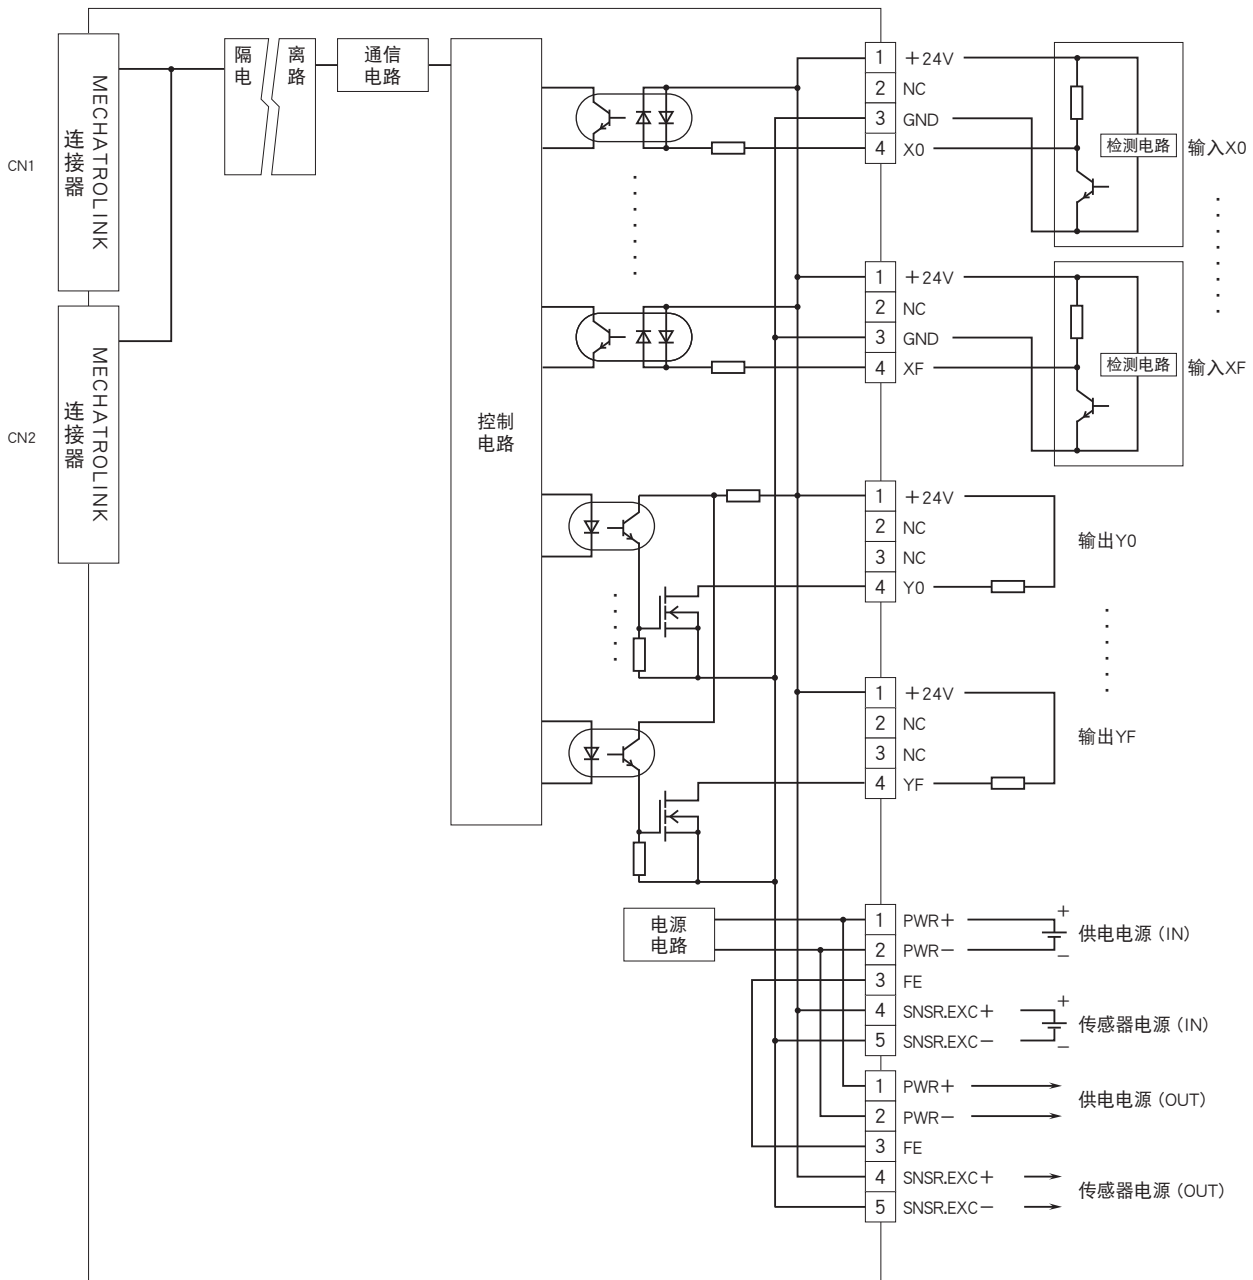 CN1
MECHATROLINK
连接器
CN2
MECHATROLINK
连接器
隔离
电路
通信
电路
控制
电路
1 +24V
2 NC
3 GND
4 X0
检测电路
输入X0
1 +24V
2 NC
3 GND
4 XF
检测电路
输入XF
1 +24V
2 NC
3 NC
4 Y0
输出Y0
1 +24V
2 NC
3 NC
4 YF
输出YF
电源
电路
1 PWR+
2 PWR−
3 FE
4 SNSR.EXC+
5 SNSR.EXC−
+
−
供电电源 (IN)
+
−
传感器电源 (IN)
1 PWR+
2 PWR−
3 FE
4 SNSR.EXC+
5 SNSR.EXC−
供电电源 (OUT)
传感器电源 (OUT)